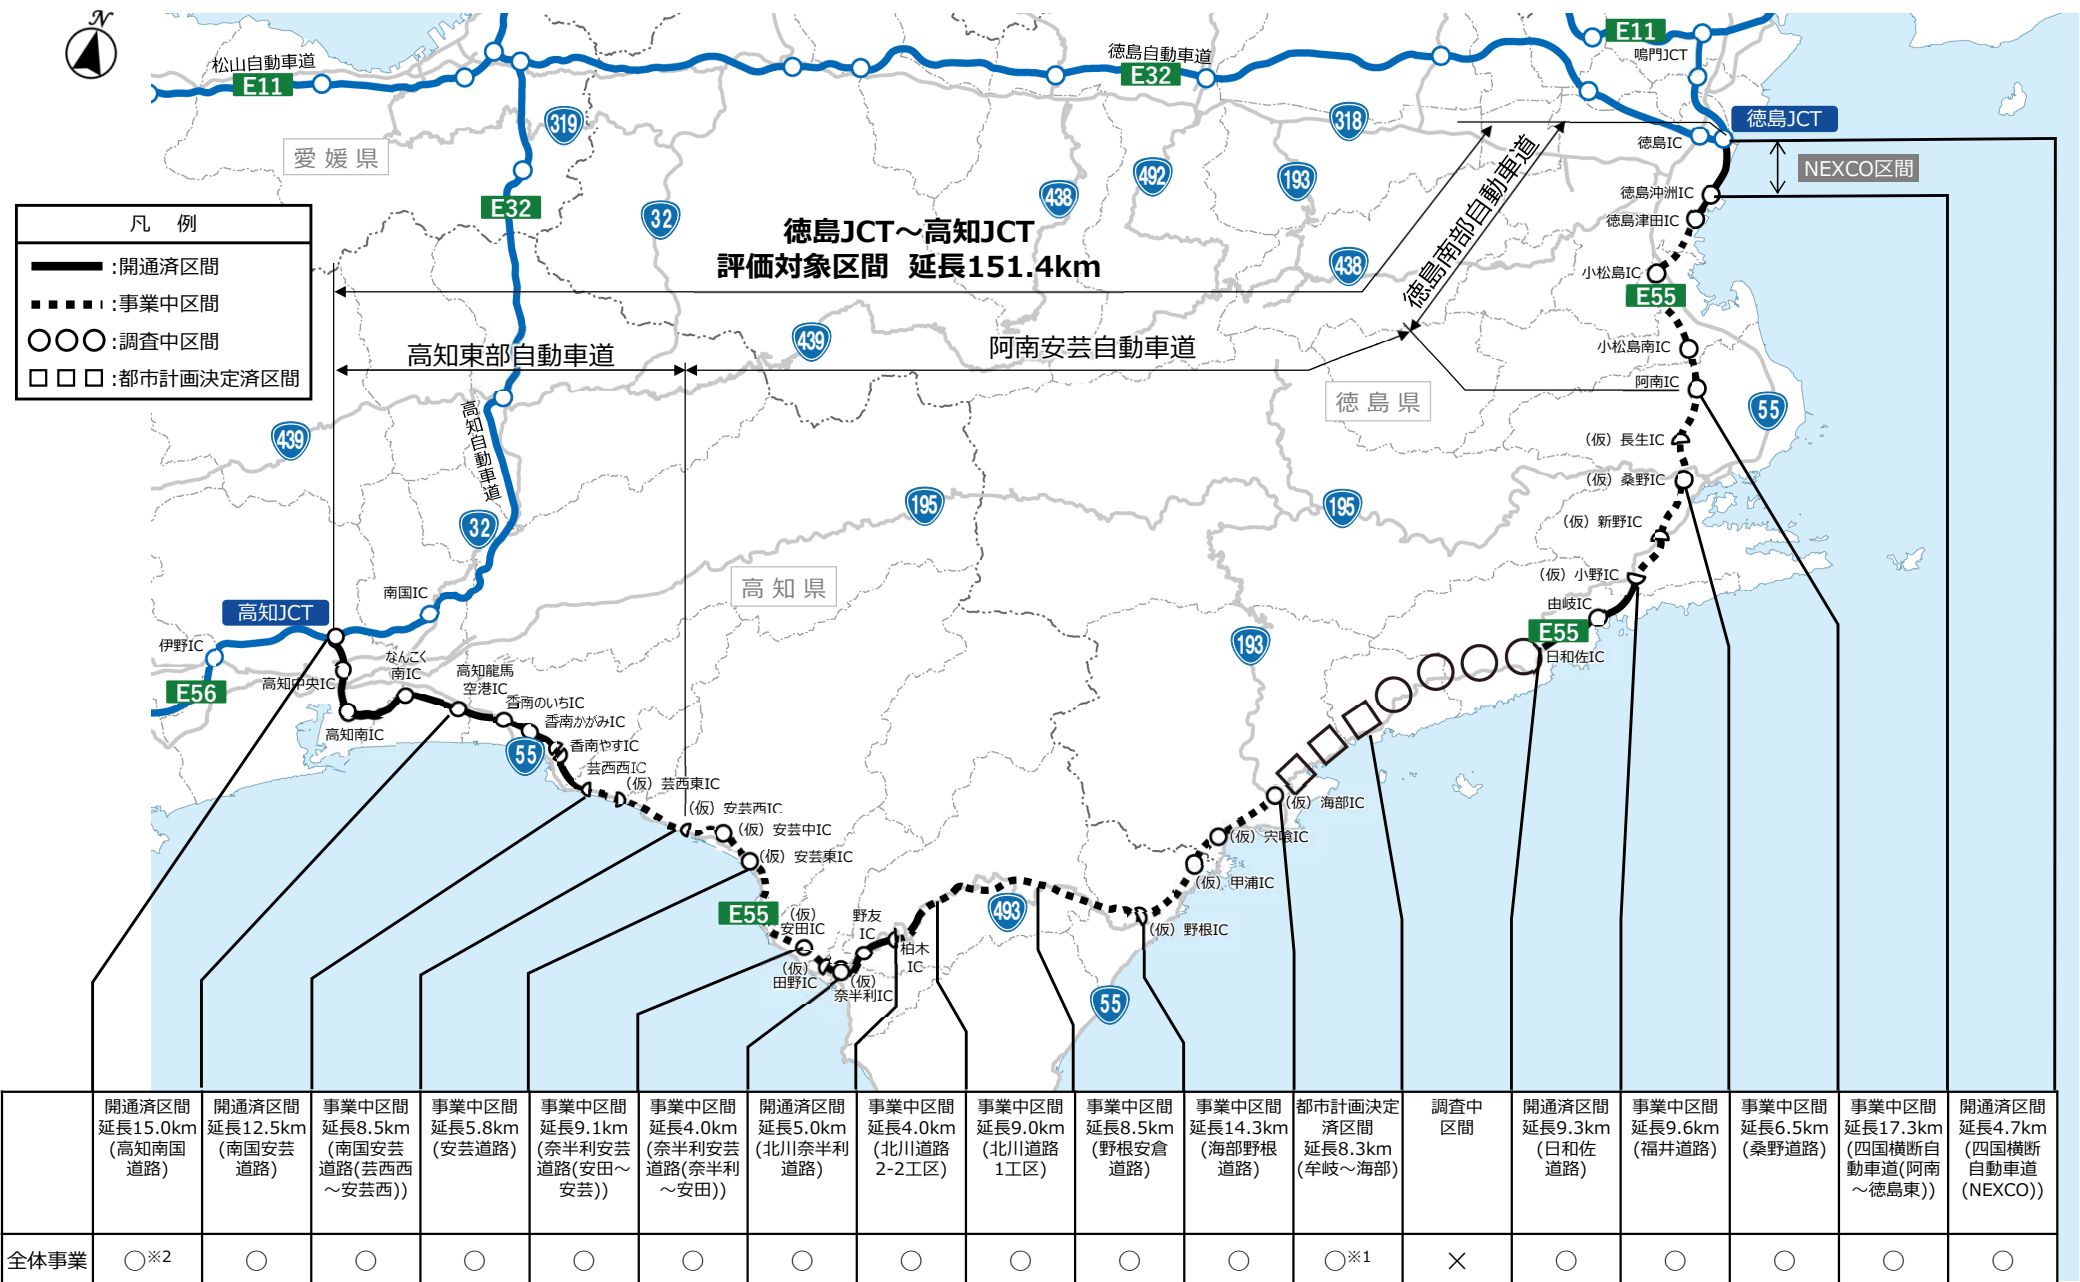 N
松山自動車道
E11
徳島自動車道
E32
E11
鳴門JCT
徳島JCT
319
318
徳島IC
愛媛県
492
193
NEXCO区間
438
徳島沖洲IC
E32
32
徳島津田IC
凡 例
:開通済区間
:事業中区間
:調査中区間
:都市計画決定済区間
徳島JCT～高知JCT
評価対象区間 延長151.4km
438
徳島南部自動車道
小松島IC
E55
高知東部自動車道
439
阿南安芸自動車道
小松島南IC
阿南IC
徳島県
55
高知自動車道
439
(仮)長生IC
(仮)桑野IC
195
195
32
(仮)新野IC
(仮)小野IC
高知県
南国IC
高知JCT
由岐IC
E55
伊野IC
193
日和佐IC
なんこく
南IC
高知龍馬
空港IC
高知中央IC
E56
香南のいちIC
香南かがみIC
高知南IC
香南やすIC
55
芸西西IC
(仮)芸西東IC
(仮)安芸西IC
(仮)海部IC
(仮)安芸中IC
(仮)宍喰IC
(仮)安芸東IC
(仮)甲浦IC
E55
(仮)
安田IC
野友
IC
493
(仮)野根IC
柏木
IC
(仮)
田野IC
(仮)
奈半利IC
55
開通済区間
延長15.0km
(高知南国
道路)
開通済区間
延長12.5km
(南国安芸
道路)
事業中区間
延長8.5km
(南国安芸
道路(芸西西
～安芸西))
事業中区間
延長5.8km
(安芸道路)
事業中区間
延長9.1km
(奈半利安芸
道路(安田～
安芸))
事業中区間
延長4.0km
(奈半利安芸
道路(奈半利
～安田))
開通済区間
延長5.0km
(北川奈半利
道路)
事業中区間
延長4.0km
(北川道路
2-2工区)
事業中区間
延長9.0km
(北川道路
1工区)
事業中区間
延長8.5km
(野根安倉
道路)
事業中区間
延長14.3km
(海部野根
道路)
都市計画決定
済区間
延長8.3km
(牟岐～海部)
調査中
区間
開通済区間
延長9.3km
(日和佐
道路)
事業中区間
延長9.6km
(福井道路)
事業中区間
延長6.5km
(桑野道路)
事業中区間
延長17.3km
(四国横断自
動車道(阿南
～徳島東))
開通済区間
延長4.7km
(四国横断
自動車道
(NEXCO))
全体事業 ○※2 ○ ○ ○ ○ ○ ○ ○ ○ ○ ○ ○※1 × ○ ○ ○ ○ ○